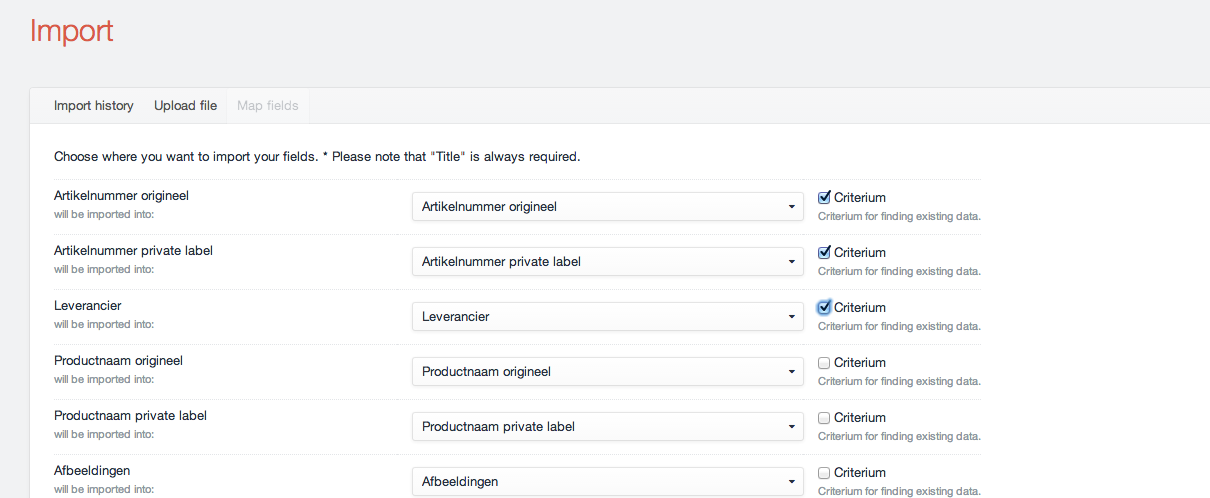 Import
Import history Upload file Map fields
Choose where you want to import your fields. * Please note that "Title" is always required.
Artikelnummer origineel
will be imported into:
Artikelnummer origineel
Criterium
Criterium for finding existing data.
Artikelnummer private label
will be imported into:
Artikelnummer private label
Criterium
Criterium for finding existing data.
Leverancier
will be imported into:
Leverancier
Criterium
Criterium for finding existing data.
Productnaam origineel
will be imported into:
Productnaam origineel
Criterium
Criterium for finding existing data.
Productnaam private label
will be imported into:
Productnaam private label
Criterium
Criterium for finding existing data.
Afbeeldingen
will be imported into:
Afbeeldingen
Criterium
Criterium for finding existing data.